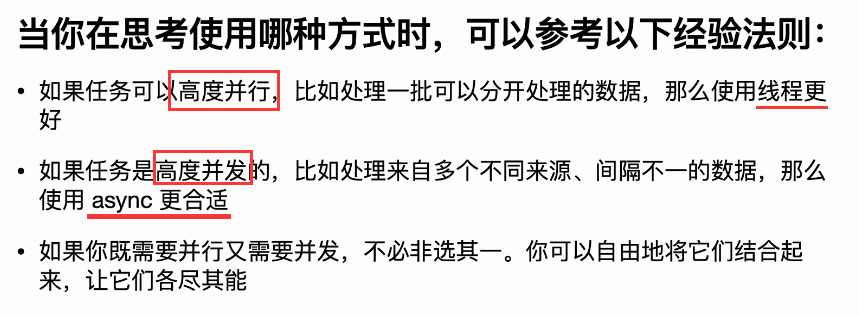 当你在思考使用哪种方式时，可以参考以下经验法则：
• 如果任务可以高度并行，比如处理一批可以分开处理的数据，那么使用线程更
好
• 如果任务是高度并发的，比如处理来自多个不同来源、间隔不一的数据，那么
使用 async 更合适
• 如果你既需要并行又需要并发，不必非选其一。你可以自由地将它们结合起
来，让它们各尽其能